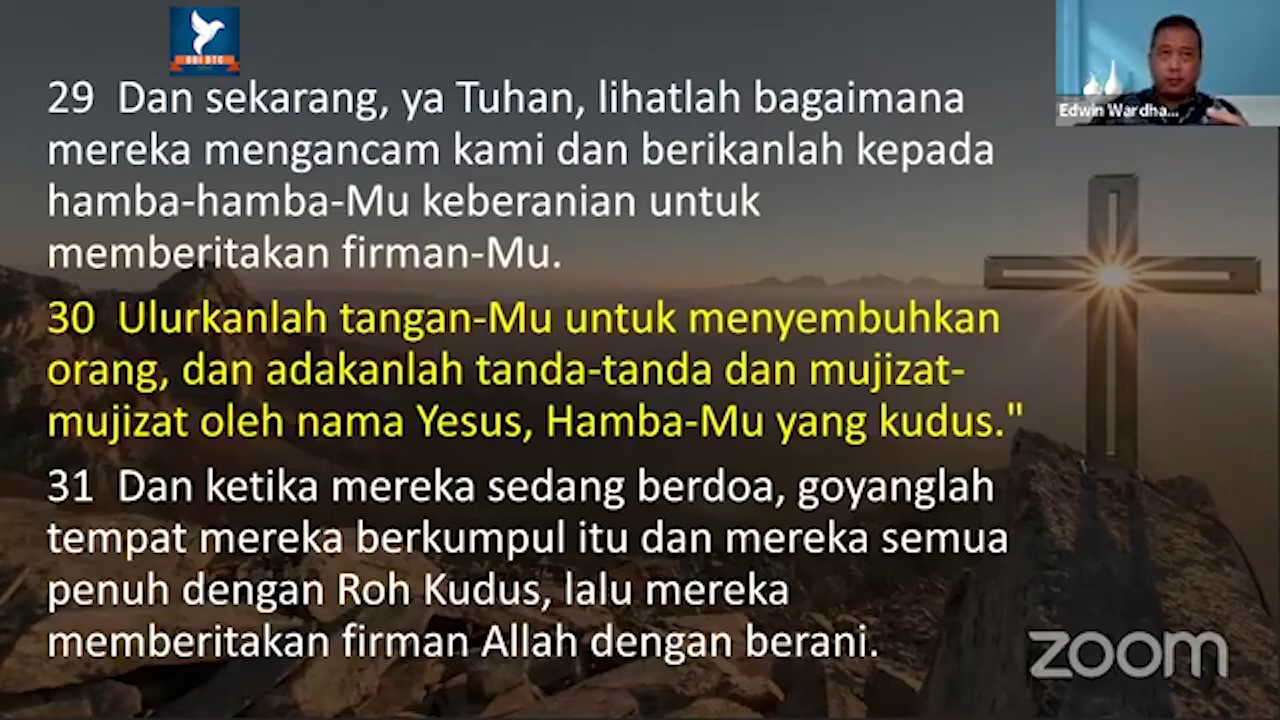 29 Dan sekarang, ya Tuhan, lihatlah bagaimana
mereka mengancam kami dan berikanlah kepada
hamba-hamba-Mu keberanian untuk
memberitakan firman-Mu.
30 Ulurkanlah tangan-Mu untuk menyembuhkan
orang, dan adakanlah tanda-tanda dan mujizat-
mujizat oleh nama Yesus, Hamba-Mu yang kudus."
31 Dan ketika mereka sedang berdoa, goyanglah
tempat mereka berkumpul itu dan mereka semua
penuh dengan Roh Kudus, lalu mereka
memberitakan firman Allah dengan berani.
Edwin Wardha...
zoom